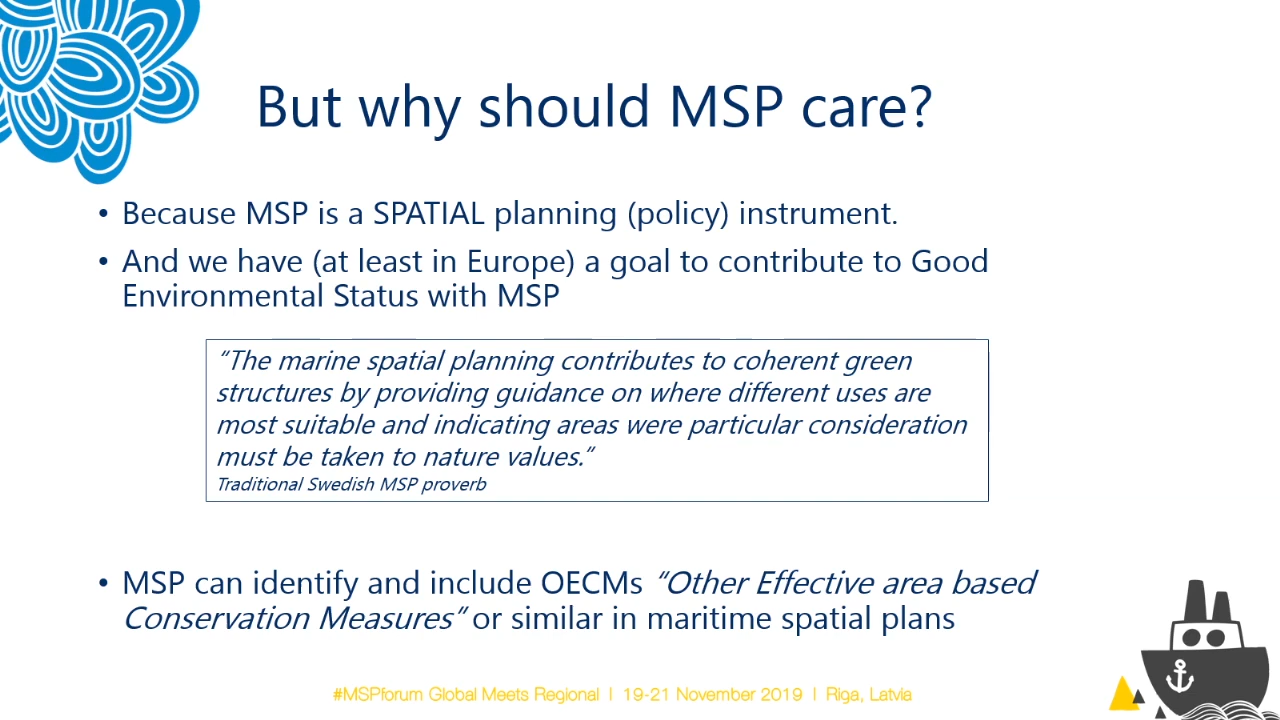 But why should MSP care?
• Because MSP is a SPATIAL planning (policy) instrument.
• And we have (at least in Europe) a goal to contribute to Good
Environmental Status with MSP
“The marine spatial planning contributes to coherent green
structures by providing guidance on where different uses are
most suitable and indicating areas were particular consideration
must be taken to nature values.”
Traditional Swedish MSP proverb
• MSP can identify and include OECMs “Other Effective area based
Conservation Measures” or similar in maritime spatial plans
#MSPforum Global Meets Regional | 19-21 November 2019 | Riga, Latvia